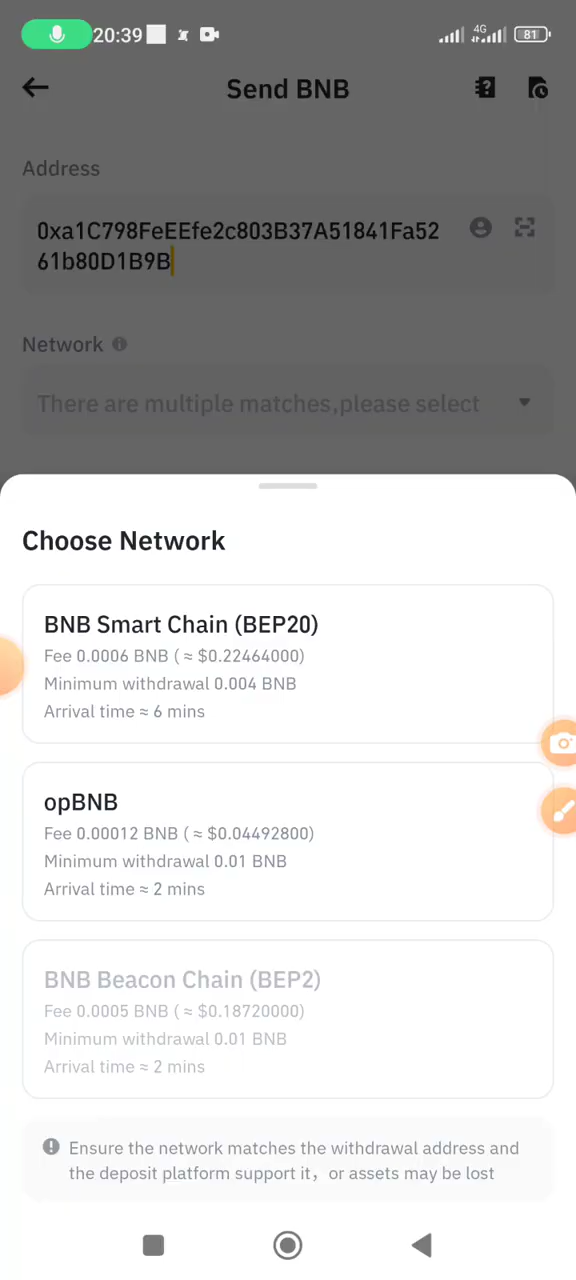 20:39
4G
81
Send BNB
Address
0xa1C798FeEEfe2c803B37A51841Fa52
61b80D1B9B
Network
There are multiple matches,please select
Choose Network
BNB Smart Chain (BEP20)
Fee 0.0006 BNB ( ≈ $0.22464000)
Minimum withdrawal 0.004 BNB
Arrival time ≈ 6 mins
opBNB
Fee 0.00012 BNB ( ≈ $0.04492800)
Minimum withdrawal 0.01 BNB
Arrival time ≈ 2 mins
BNB Beacon Chain (BEP2)
Fee 0.0005 BNB ( ≈ $0.18720000)
Minimum withdrawal 0.01 BNB
Arrival time ≈ 2 mins
Ensure the network matches the withdrawal address and
the deposit platform support it，or assets may be lost